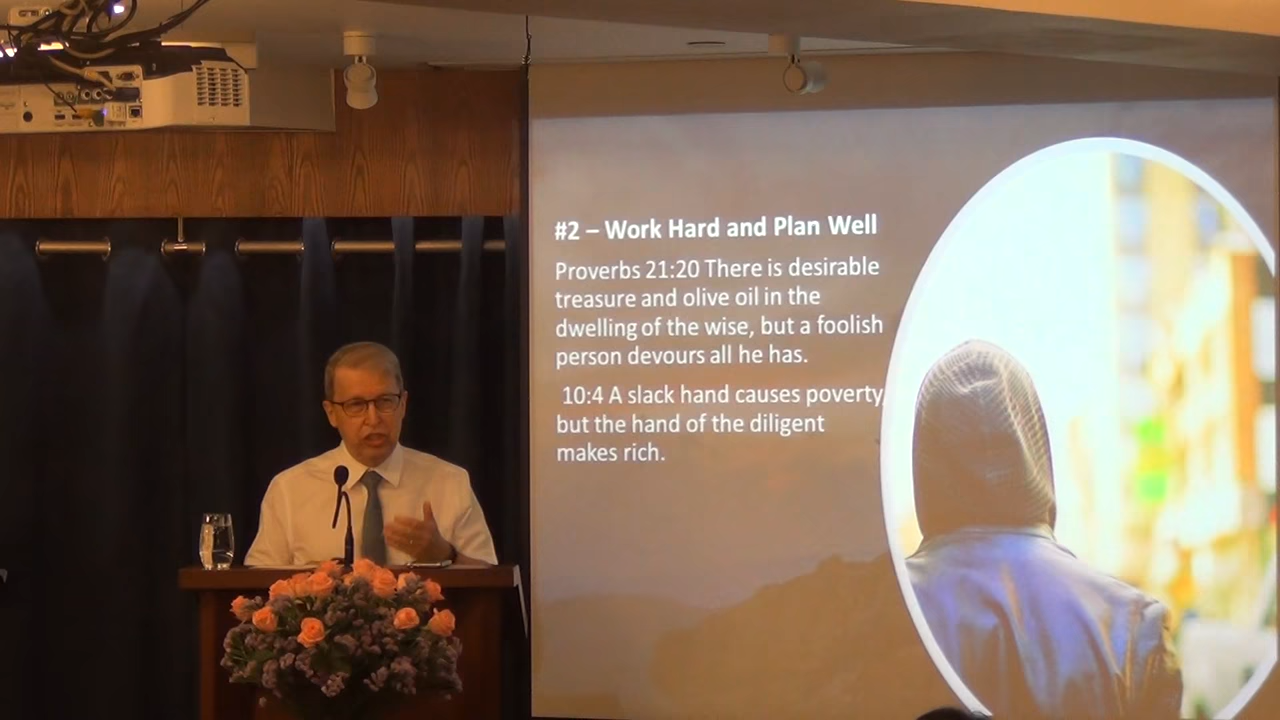 #2 – Work Hard and Plan Well
Proverbs 21:20 There is desirable
treasure and olive oil in the
dwelling of the wise, but a foolish
person devours all he has.
10:4 A slack hand causes poverty,
but the hand of the diligent
makes rich.